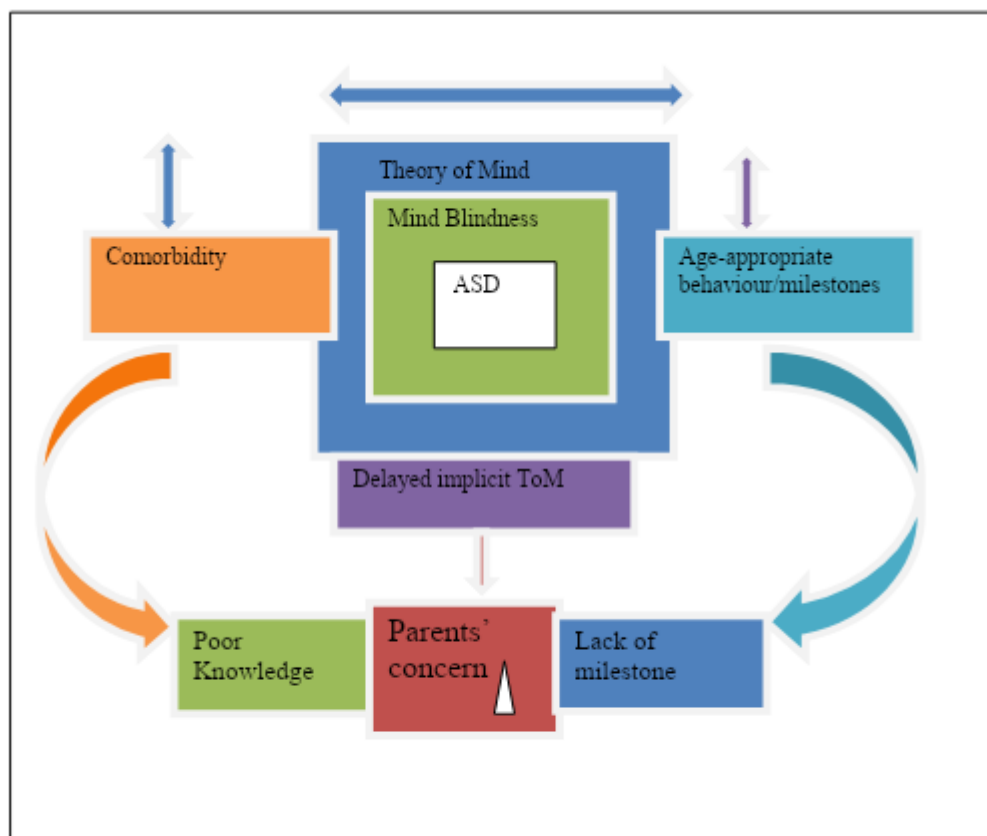 Theory of Mind
Mind Blindness
Comorbidity
ASD
Age-appropriate
behaviour/milestones
Delayed implicit ToM
Poor
Knowledge
Parents’
concern
Lack of
milestone